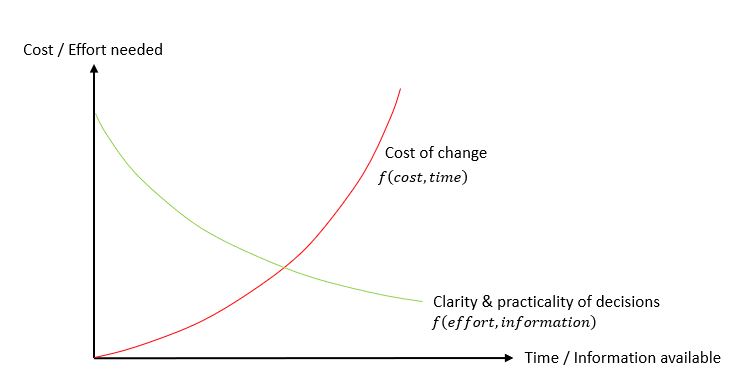 Cost / Effort needed
Cost of change
f(cost, time)
Clarity & practicality of decisions
f(effort, information)
Time / Information available